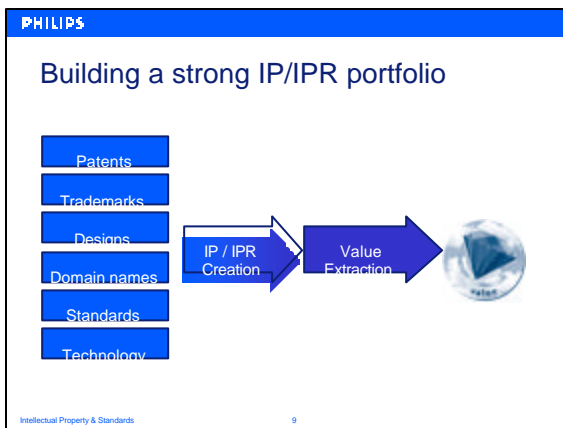 PHILIPS
Building a strong IP/IPR portfolio
Patents
Trademarks
Designs
Domain names
Standards
Technology
IP / IPR
Creation
Value
Extraction
value
Intellectual Property & Standards
9